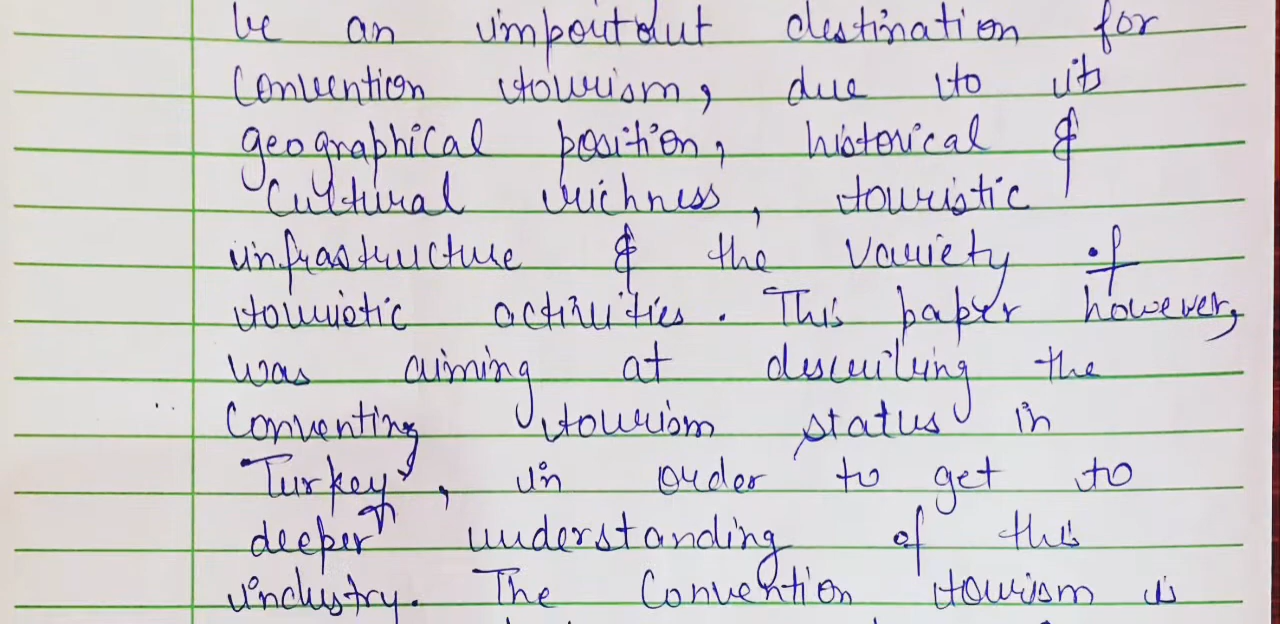 be an important destination for
Convention tourism, due to its
geographical position, historical &
Cultural richness, touristic
infrastructure & the variety of
touristic activities. This paper however,
was aiming at describing the
Conventing tourism status in
Turkey, in order to get to
deeper understanding of this
industry. The Convention tourism is